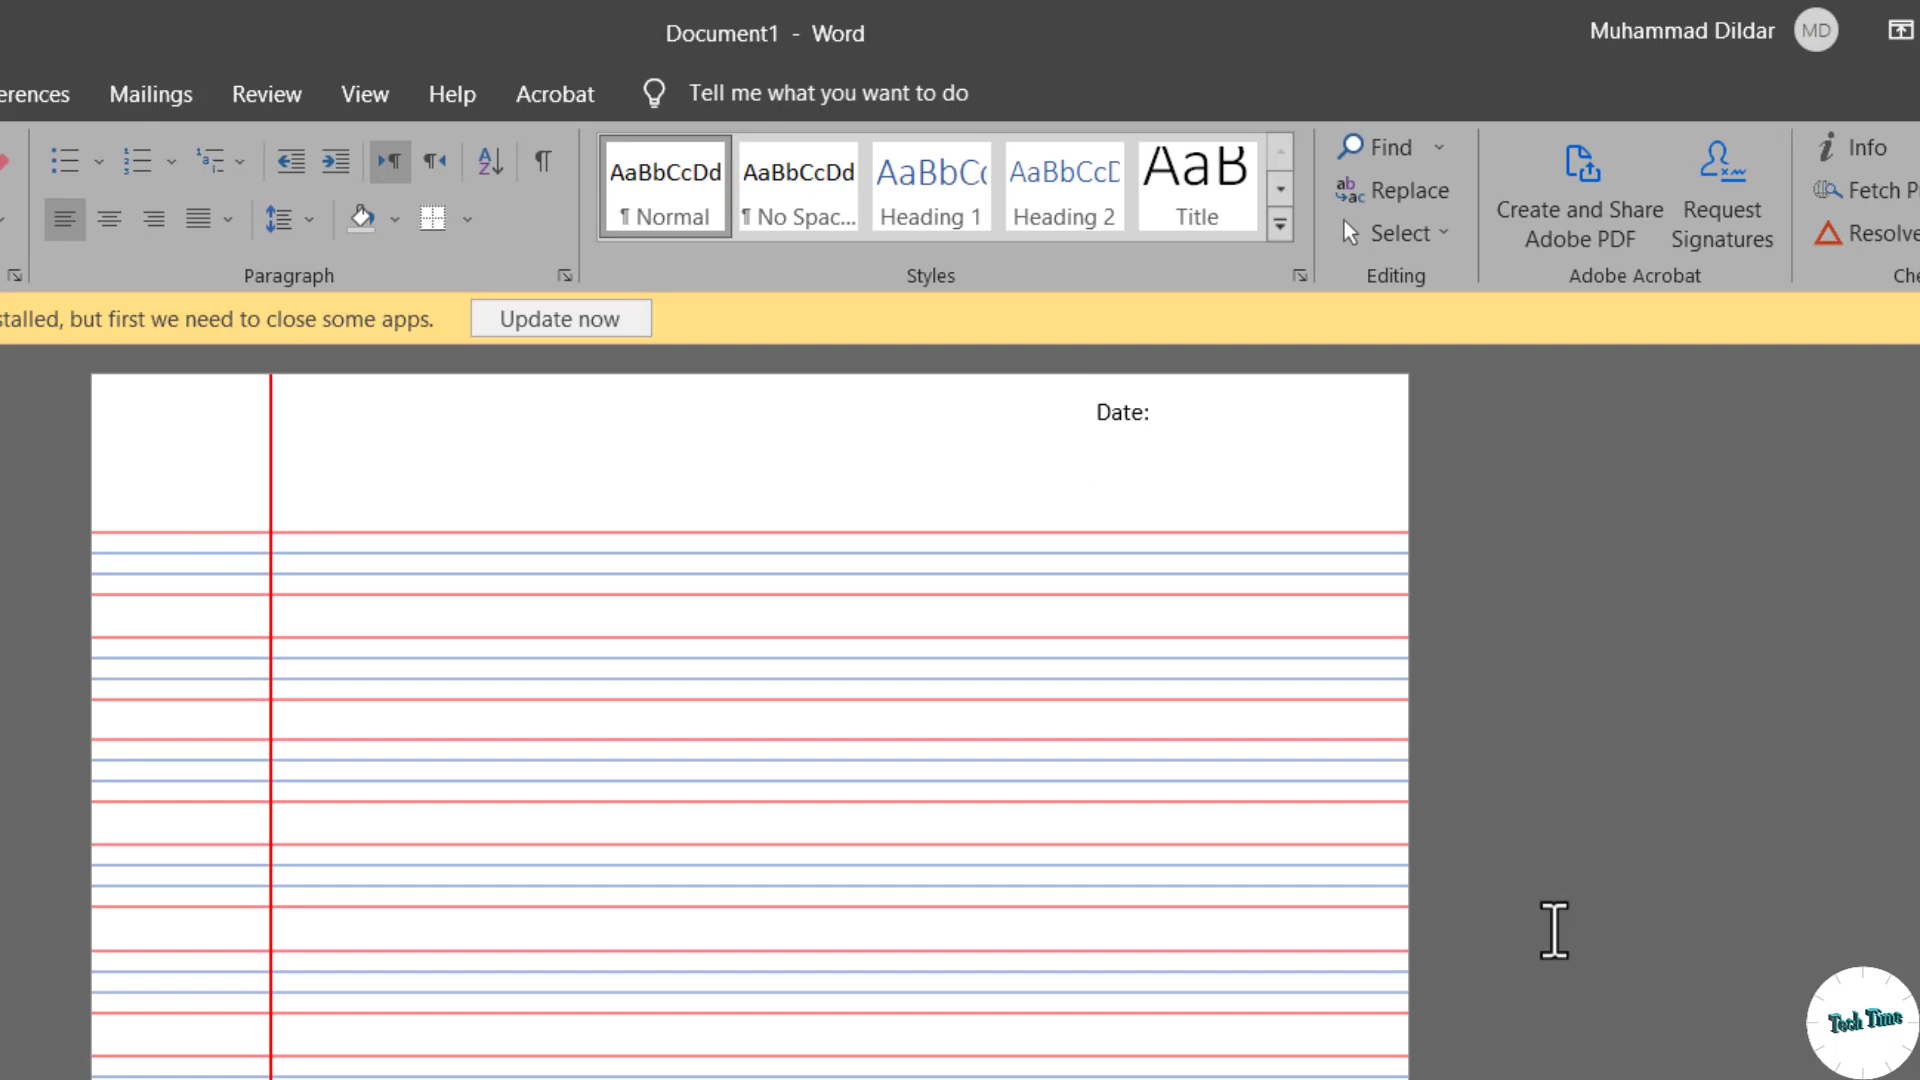 Document1 - Word
Muhammad Dildar MD
erences Mailings Review View Help Acrobat Tell me what you want to do
AaBbCcDd AaBbCcDd AaBbCc AaBbCcD AaB
¶ Normal ¶ No Spac... Heading 1 Heading 2 Title
Find
Replace
Select
Create and Share
Adobe PDF
Request
Signatures
Info
Fetch P
Resolve
Paragraph Styles Editing Adobe Acrobat Che
stalled, but first we need to close some apps. Update now
Date:
Tech Time